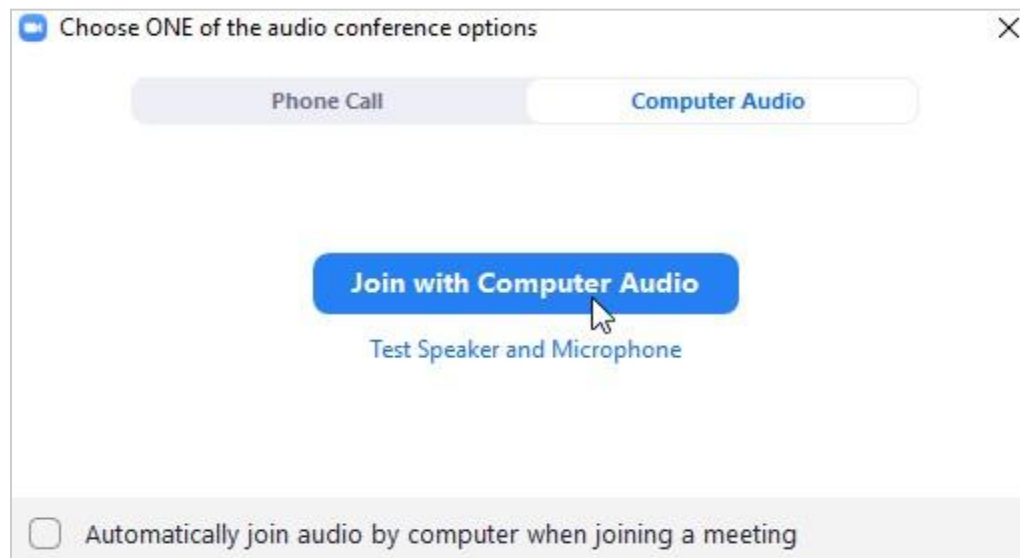 Choose ONE of the audio conference options
Phone Call
Computer Audio
Join with Computer Audio
Test Speaker and Microphone
Automatically join audio by computer when joining a meeting